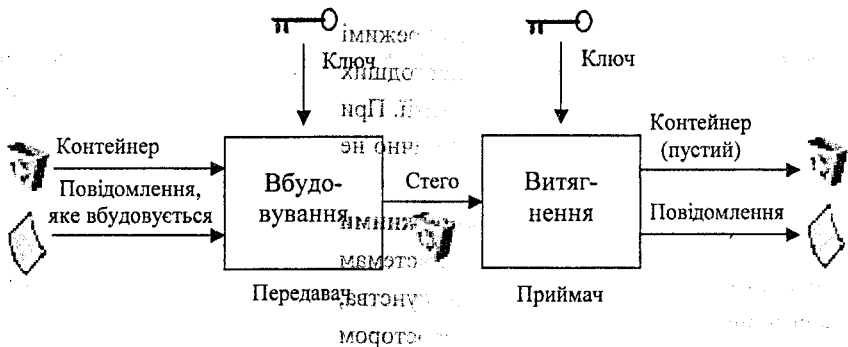 Ключ
Ключ
Контейнер
Повідомлення,
яке вбудовується
Вбудо-
вування
Передавач
Стего
Витяг-
нення
Приймач
Контейнер
(пустий)
Повідомлення